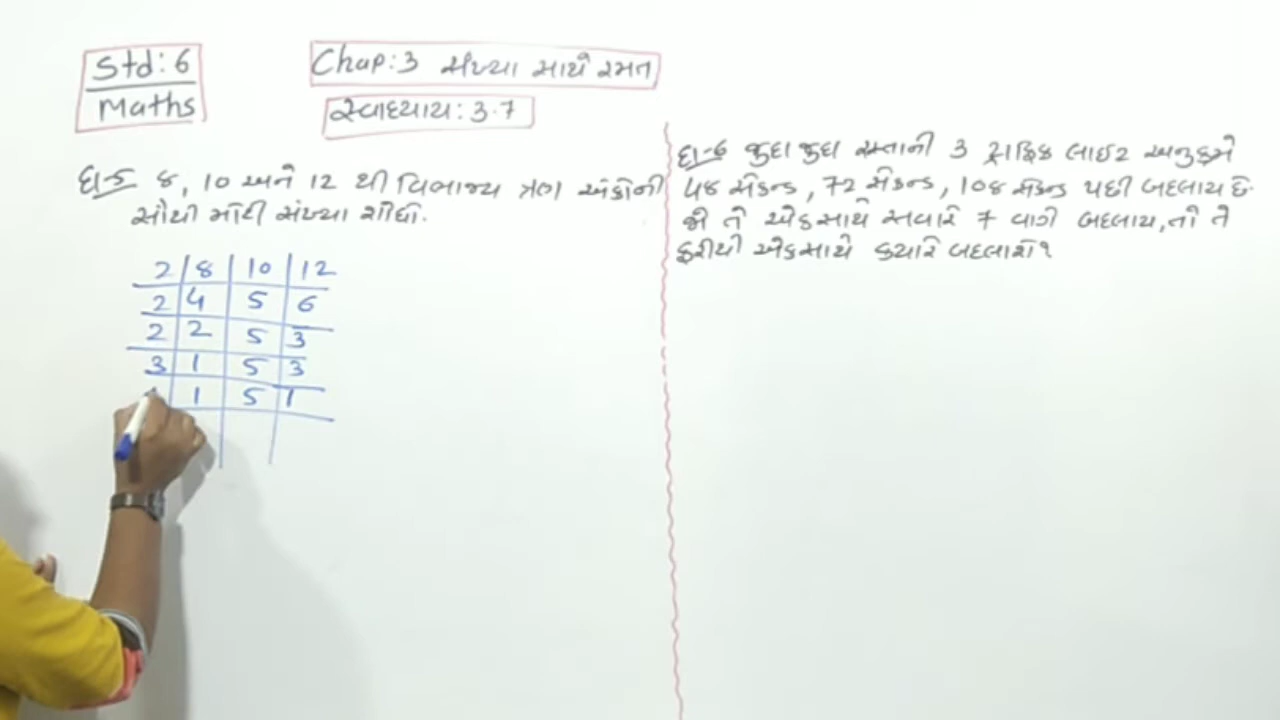 Std: 6
Maths
Chap: 3 સંખ્યા સાથે રમત
સ્વાધ્યાય: 3.7
દા-5 8, 10 અને 12 થી વિભાજ્ય ત્રણ અંકોની
સૌથી મોટી સંખ્યા શોધો.
2 8 10 12
2 4 5 6
2 2 5 3
3 1 5 3
1 5 1
દા-6 જુદા જુદા રસ્તાની 3 ટ્રાફિક લાઈટ અનુક્રમે
48 સેકન્ડ, 72 સેકન્ડ, 108 સેકન્ડ પછી બદલાય છે.
જો તે એકસાથે સવારે 7 વાગે બદલાય, તો તે
ફરીથી એકસાથે ક્યારે બદલાશે?